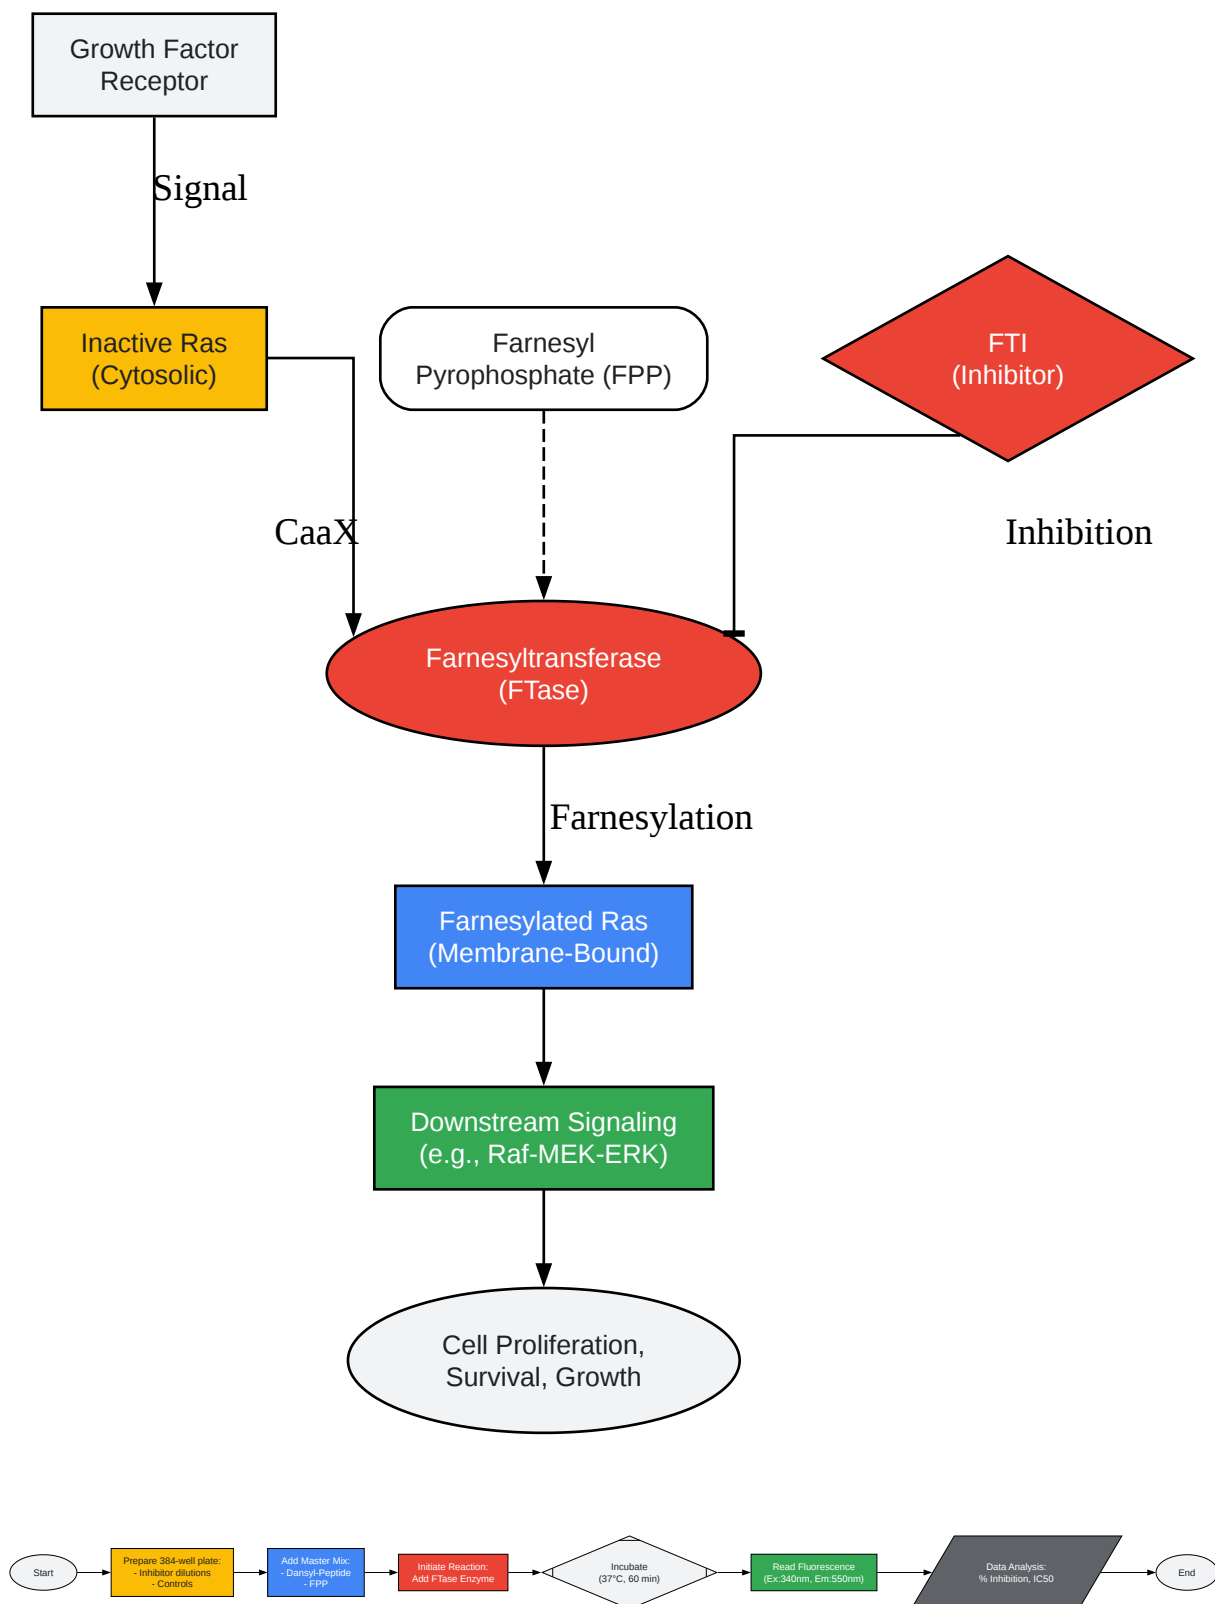 Growth Factor
Receptor
Signal
Inactive Ras
(Cytosolic)
Farnesyl
Pyrophosphate (FPP)
FTI
(Inhibitor)
CaaX
Inhibition
Farnesyltransferase
(FTase)
Farnesylation
Farnesylated Ras
(Membrane-Bound)
Downstream Signaling
(e.g., Raf-MEK-ERK)
Cell Proliferation,
Survival, Growth
Start
Prepare 384-well plate:
- Inhibitor dilutions
- Controls
Add Master Mix:
- Dansyl-Peptide
- FPP
Initiate Reaction:
Add FTase Enzyme
Incubate
(37°C, 60 min)
Read Fluorescence
(Ex:340nm, Em:550nm)
Data Analysis:
% Inhibition, IC50
End